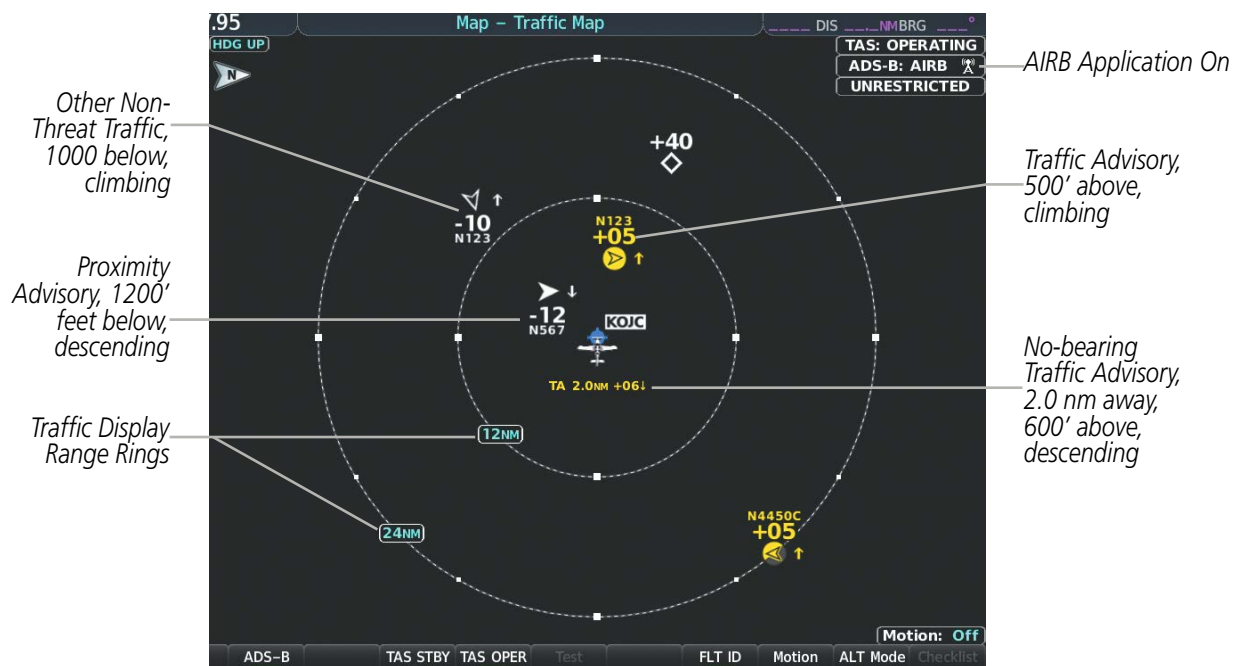 .95
Map – Traffic Map
____ DIS __._NM BRG ___°
HDG UP
N
TAS: OPERATING
ADS-B: AIRB
UNRESTRICTED
AIRB Application On
Other Non-
Threat Traffic,
1000 below,
climbing
+40
-10
N123
N123
+05
Traffic Advisory,
500' above,
climbing
Proximity
Advisory, 1200'
feet below,
descending
-12
N567
KOJC
TA 2.0NM +06↓
No-bearing
Traffic Advisory,
2.0 nm away,
600' above,
descending
Traffic Display
Range Rings
12NM
24NM
N4450C
+05
Motion: Off
ADS-B TAS STBY TAS OPER Test FLT ID Motion ALT Mode Checklist